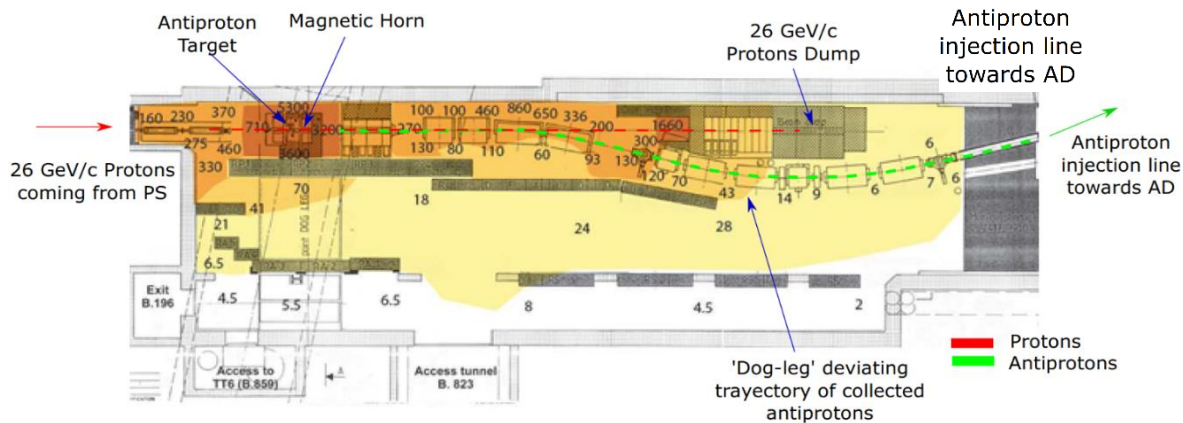 Antiproton
Target
Magnetic Horn
26 GeV/c
Protons Dump
Antiproton
injection line
towards AD
26 GeV/c Protons
coming from PS
Antiproton
injection line
towards AD
160
230
370
5300
275
460
710
3200
3600
330
270
100
100
460
860
650
336
200
1660
130
80
110
60
93
130
300
120
70
43
14
9
6
6
7
6
70
41
18
21
24
28
6.5
4.5
5.5
6.5
8
4.5
2
Exit
B.196
Access to
TT6 (B.859)
A
Access tunnel
B. 823
'Dog-leg' deviating
trajectory of collected
antiprotons
Protons
Antiprotons